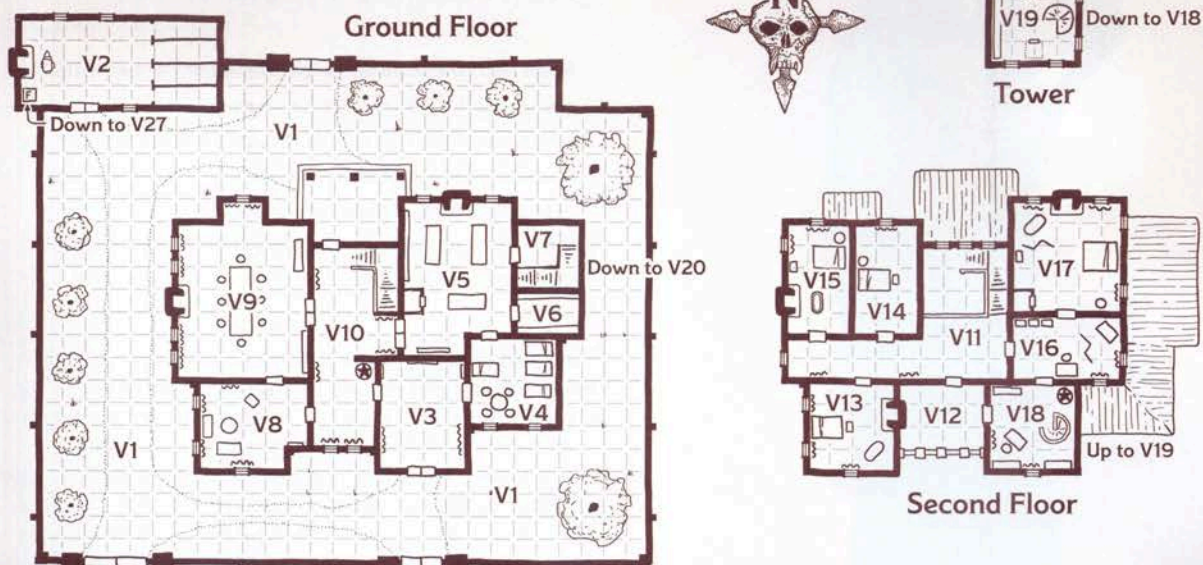 Ground Floor
V2
F
Down to V27
V1
V9
V10
V5
V7
Down to V20
V6
V8
V3
V4
V1
V1
N
V19
Down to V18
Tower
V15
V14
V11
V17
V16
V13
V12
V18
Up to V19
Second Floor